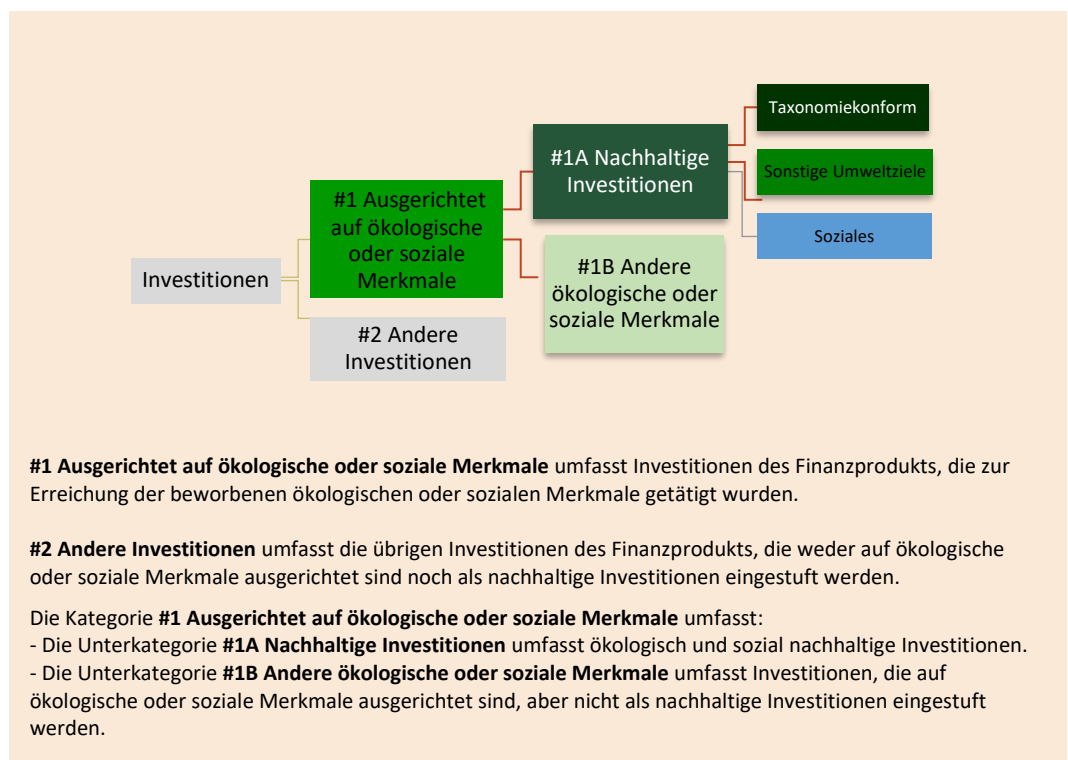 Taxonomiekonform
#1A Nachhaltige
Investitionen
Sonstige Umweltziele
#1 Ausgerichtet
auf ökologische
oder soziale
Merkmale
Soziales
#1B Andere
ökologische oder
soziale Merkmale
Investitionen
#2 Andere
Investitionen
#1 Ausgerichtet auf ökologische oder soziale Merkmale umfasst Investitionen des Finanzprodukts, die zur
Erreichung der beworbenen ökologischen oder sozialen Merkmale getätigt wurden.
#2 Andere Investitionen umfasst die übrigen Investitionen des Finanzprodukts, die weder auf ökologische
oder soziale Merkmale ausgerichtet sind noch als nachhaltige Investitionen eingestuft werden.
Die Kategorie #1 Ausgerichtet auf ökologische oder soziale Merkmale umfasst:
- Die Unterkategorie #1A Nachhaltige Investitionen umfasst ökologisch und sozial nachhaltige Investitionen.
- Die Unterkategorie #1B Andere ökologische oder soziale Merkmale umfasst Investitionen, die auf
ökologische oder soziale Merkmale ausgerichtet sind, aber nicht als nachhaltige Investitionen eingestuft
werden.